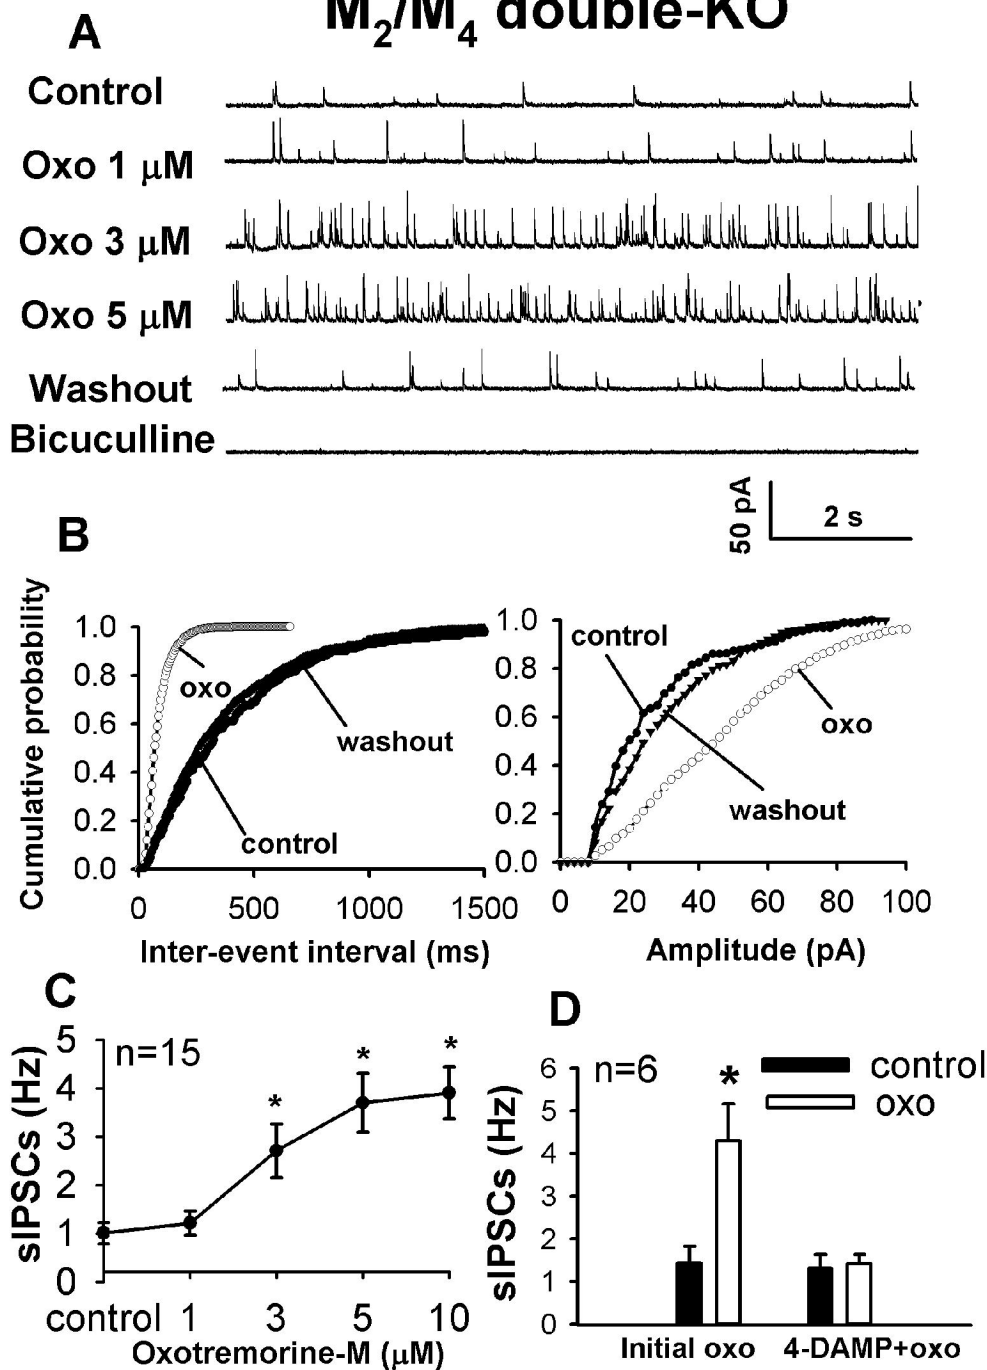 M2/M4 double-KO
A
Control
Oxo 1 μM
Oxo 3 μM
Oxo 5 μM
Washout
Bicuculline
50 pA
2 s
B
Cumulative probability
1.0
0.8
0.6
0.4
0.2
0.0
oxo
washout
control
0 500 1000 1500
Inter-event interval (ms)
1.0
0.8
0.6
0.4
0.2
0.0
control
oxo
washout
0 20 40 60 80 100
Amplitude (pA)
C
sIPSCs (Hz)
5
4
3
2
1
0
n=15
* * *
control 1 3 5 10
Oxotremorine-M (μM)
D
sIPSCs (Hz)
6
5
4
3
2
1
0
n=6
*
control
oxo
Initial oxo 4-DAMP+oxo